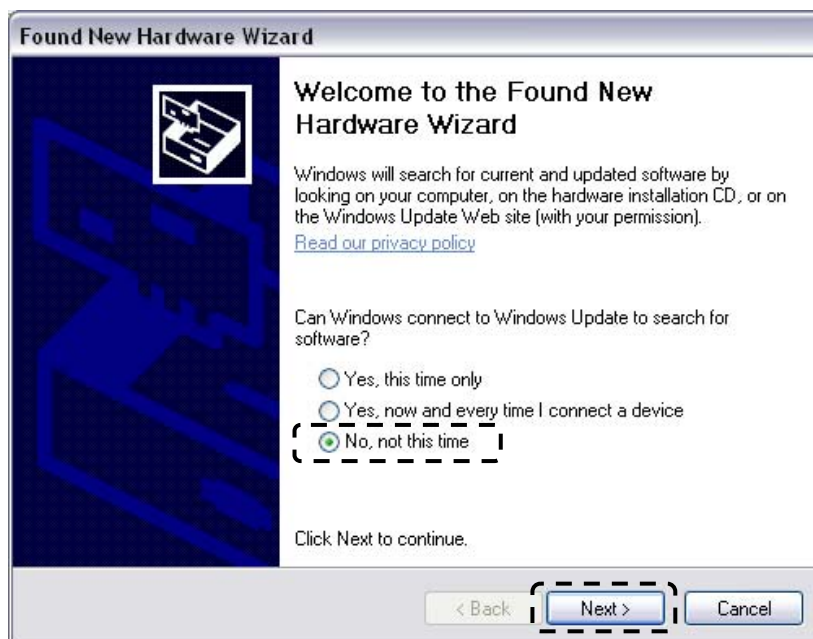 Found New Hardware Wizard
Welcome to the Found New
Hardware Wizard
Windows will search for current and updated software by
looking on your computer, on the hardware installation CD, or on
the Windows Update Web site (with your permission).
Read our privacy policy
Can Windows connect to Windows Update to search for
software?
Yes, this time only
Yes, now and every time I connect a device
No, not this time
Click Next to continue.
< Back Next > Cancel